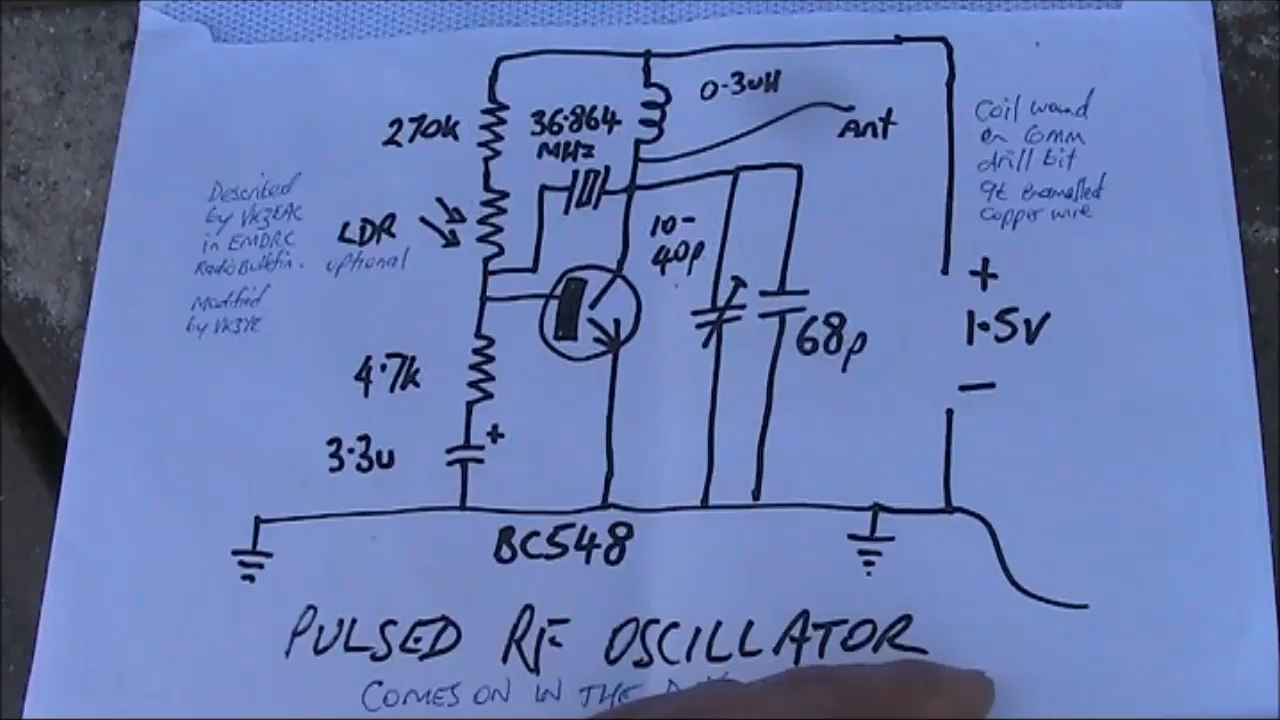 270k
36.864
MHz
0.3uH
Ant
Coil wound
on 6mm
drill bit
9t enamelled
copper wire
Described
by VK3EAC
in EMDRC
Radio Bulletin.
Modified
by VK3YE
LDR
optional
10-
40p
68p
+
1.5V
-
4.7k
3.3u
+
BC548
PULSED RF OSCILLATOR
COMES ON IN THE